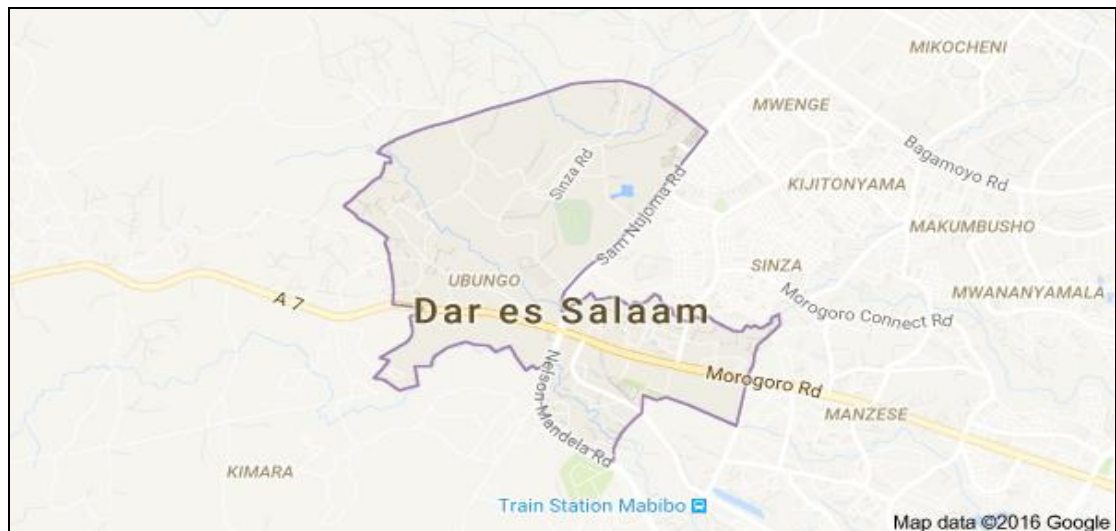 MIKOCHENI
MWENGE
Bagamoyo Rd
Sinza Rd
KIJITONYAMA
Sam Nujoma Rd
MAKUMBUSHO
SINZA
UBUNGO
MWANANYAMALA
A 7
Dar es Salaam
Morogoro Connect Rd
Morogoro Rd
Nelson Mandela Rd
MANZESE
KIMARA
Train Station Mabibo
Map data ©2016 Google